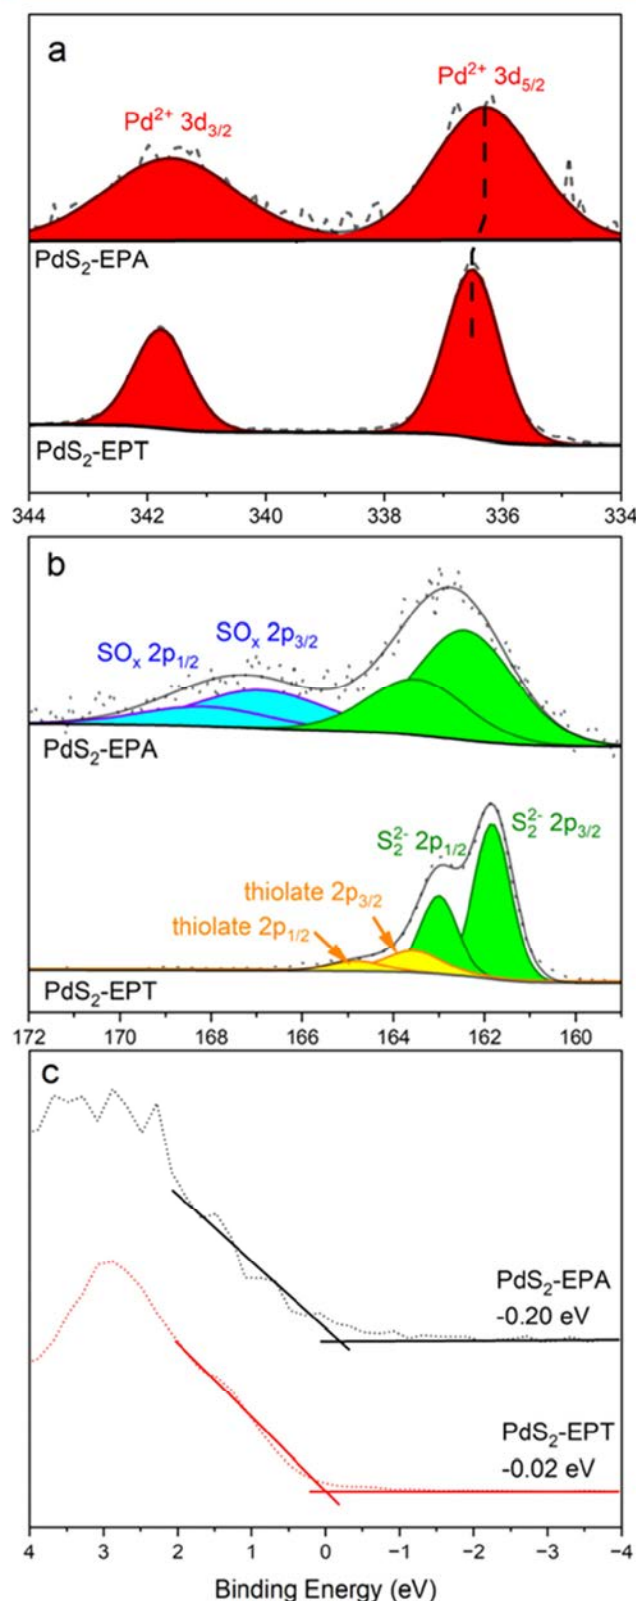 a
Pd²⁺ 3d₅/₂
Pd²⁺ 3d₃/₂
PdS₂-EPA
PdS₂-EPT
344 342 340 338 336 334
b
SOₓ 2p₃/₂
SOₓ 2p₁/₂
PdS₂-EPA
S₂²⁻ 2p₃/₂
S₂²⁻ 2p₁/₂
thiolate 2p₃/₂
thiolate 2p₁/₂
PdS₂-EPT
172 170 168 166 164 162 160
c
PdS₂-EPA
-0.20 eV
PdS₂-EPT
-0.02 eV
4 3 2 1 0 −1 −2 −3 −4
Binding Energy (eV)